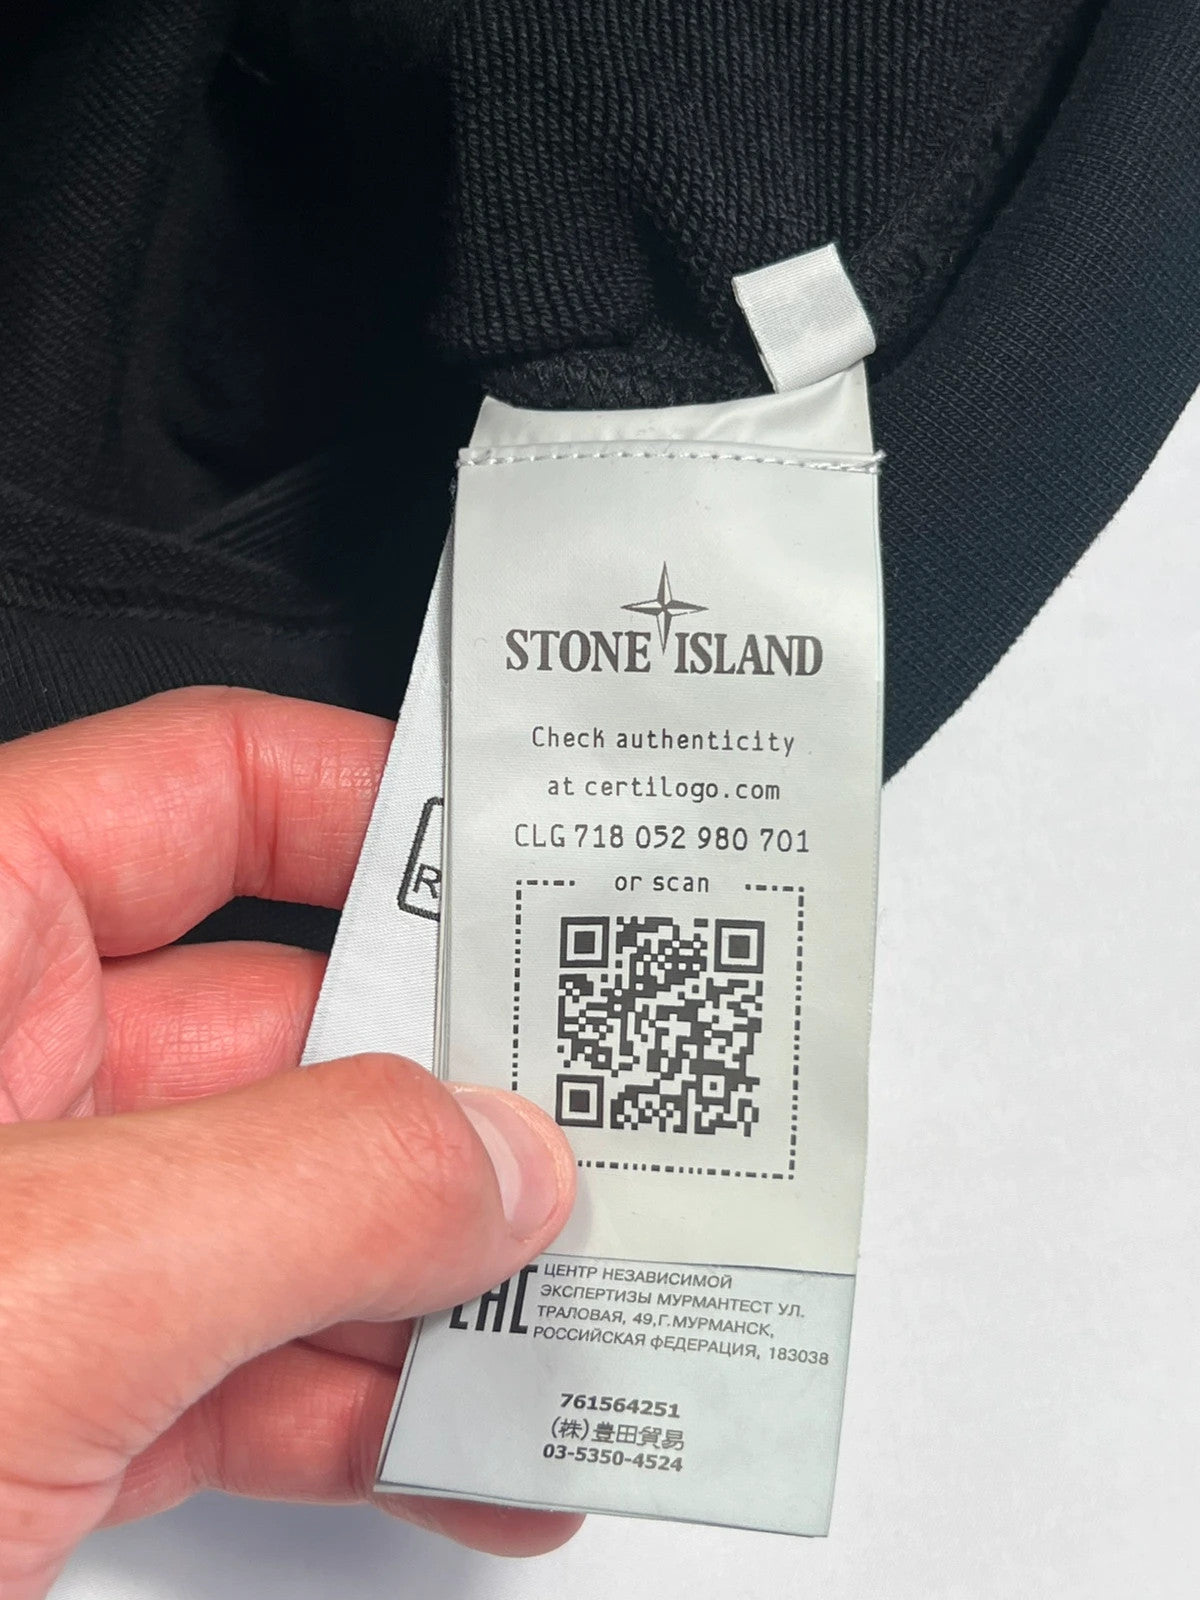 STONE ISLAND
Check authenticity
at certilogo.com
CLG 718 052 980 701
or scan
R
EAC
ЦЕНТР НЕЗАВИСИМОЙ
ЭКСПЕРТИЗЫ МУРМАНТЕСТ УЛ.
ТРАЛОВАЯ, 49,Г.МУРМАНСК,
РОССИЙСКАЯ ФЕДЕРАЦИЯ, 183038
761564251
(株)豊田貿易
03-5350-4524